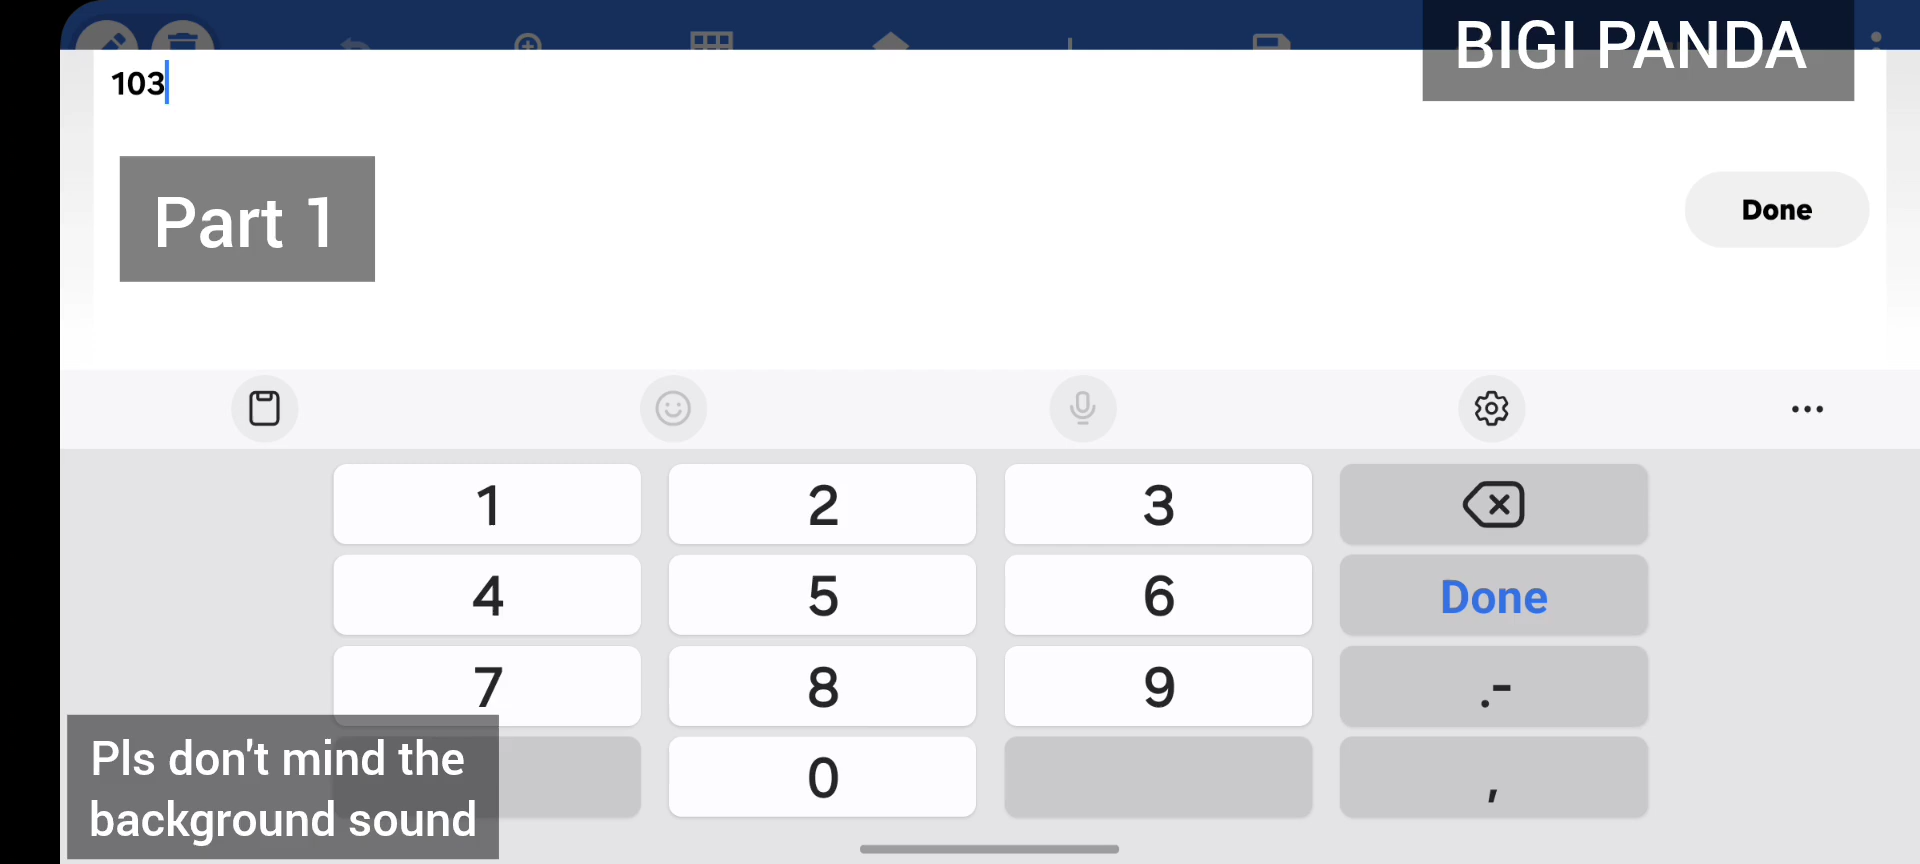 BIGI PANDA
103
Part 1
Done
1 2 3
4 5 6 Done
7 8 9 .-
Pls don't mind the
background sound
0 ,